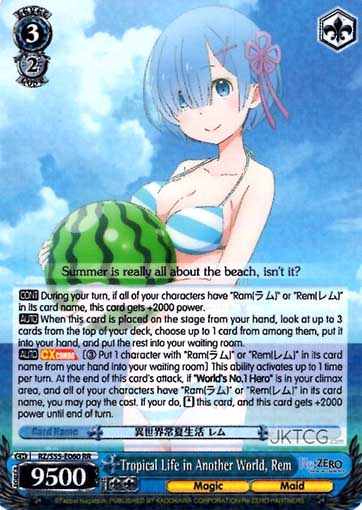 3
2
Summer is really all about the beach, isn't it?
CONT During your turn, if all of your characters have "Ram(ラム)" or "Rem(レム)"
in its card name, this card gets +2000 power.
AUTO When this card is placed on the stage from your hand, look at up to 3
cards from the top of your deck, choose up to 1 card from among them, put it
into your hand, and put the rest into your waiting room.
AUTO CXCOMBO [③ Put 1 character with "Ram(ラム)" or "Rem(レム)" in its card
name from your hand into your waiting room] This ability activates up to 1 time
per turn. At the end of this card's attack, if "World's No.1 Hero" is in your climax
area, and all of your characters have "Ram(ラム)" or "Rem(レム)" in its card
name, you may pay the cost. If you do, rest this card, and this
card gets +2000 power until end of turn.
Card Name 異世界常夏生活 レム
JKTCG.com
RZ/S55-E060 RR
Tropical Life in Another World, Rem
Re:ZERO
9500
Magic
Maid